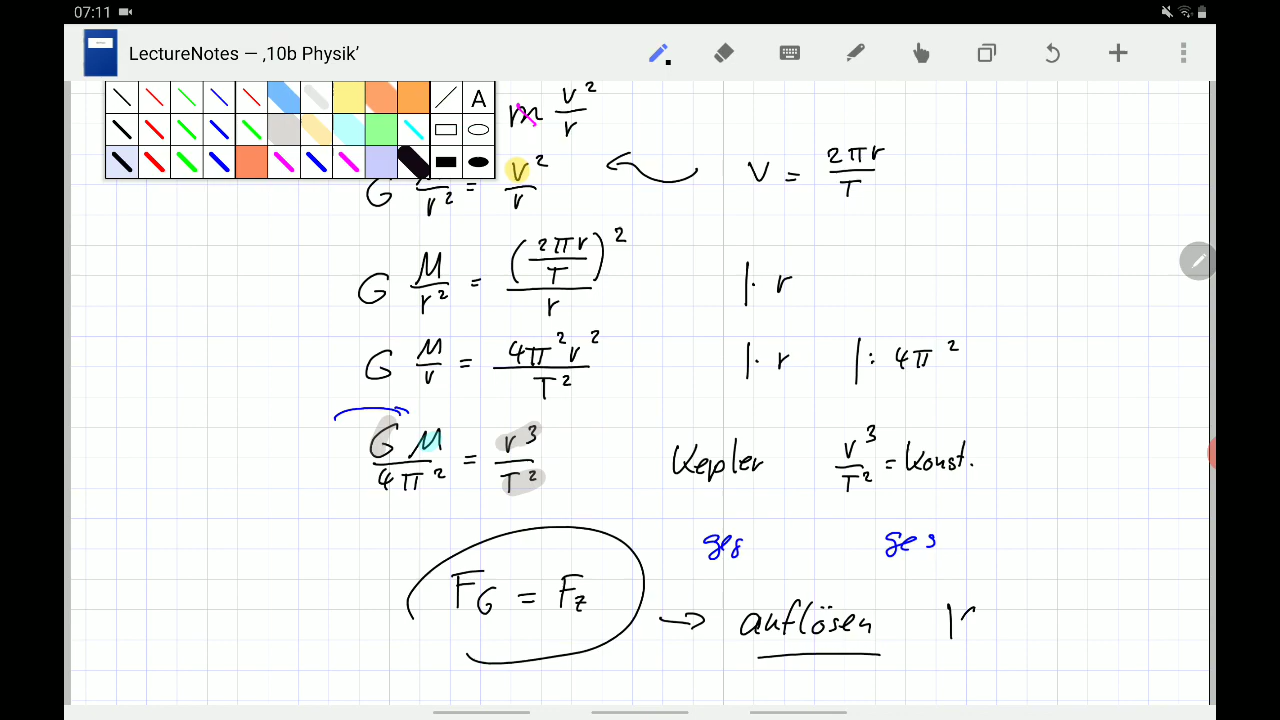 07:11
LectureNotes — ‚10b Physik’
A
m v²/r
G /r² = v²/r
v = 2πr/T
G M/r² = (2πr/T)²/r |· r
G M/r = 4π²r²/T² |· r |: 4π²
G M/4π² = r³/T² Kepler r³/T² = konst.
ges ges
F_G = F_z → auflösen